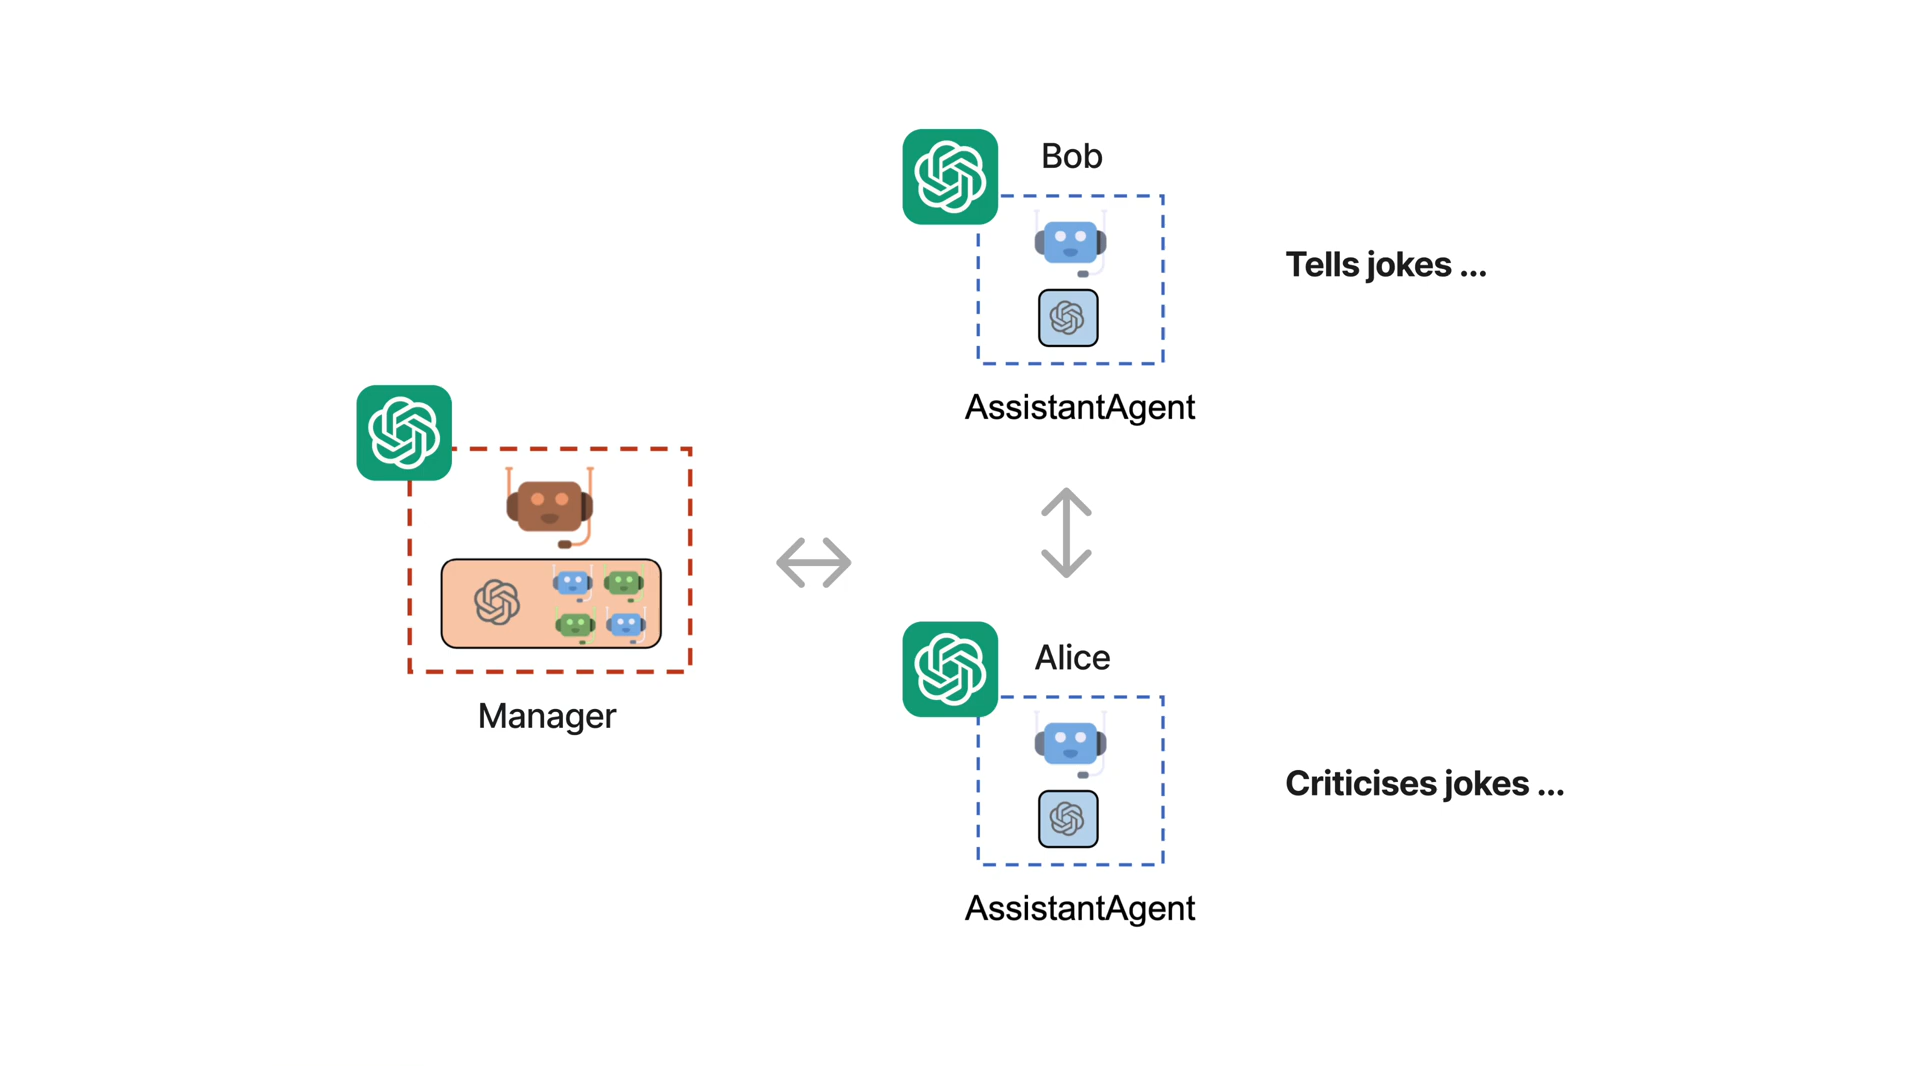 Bob
Tells jokes ...
AssistantAgent
Manager
Alice
Criticises jokes ...
AssistantAgent